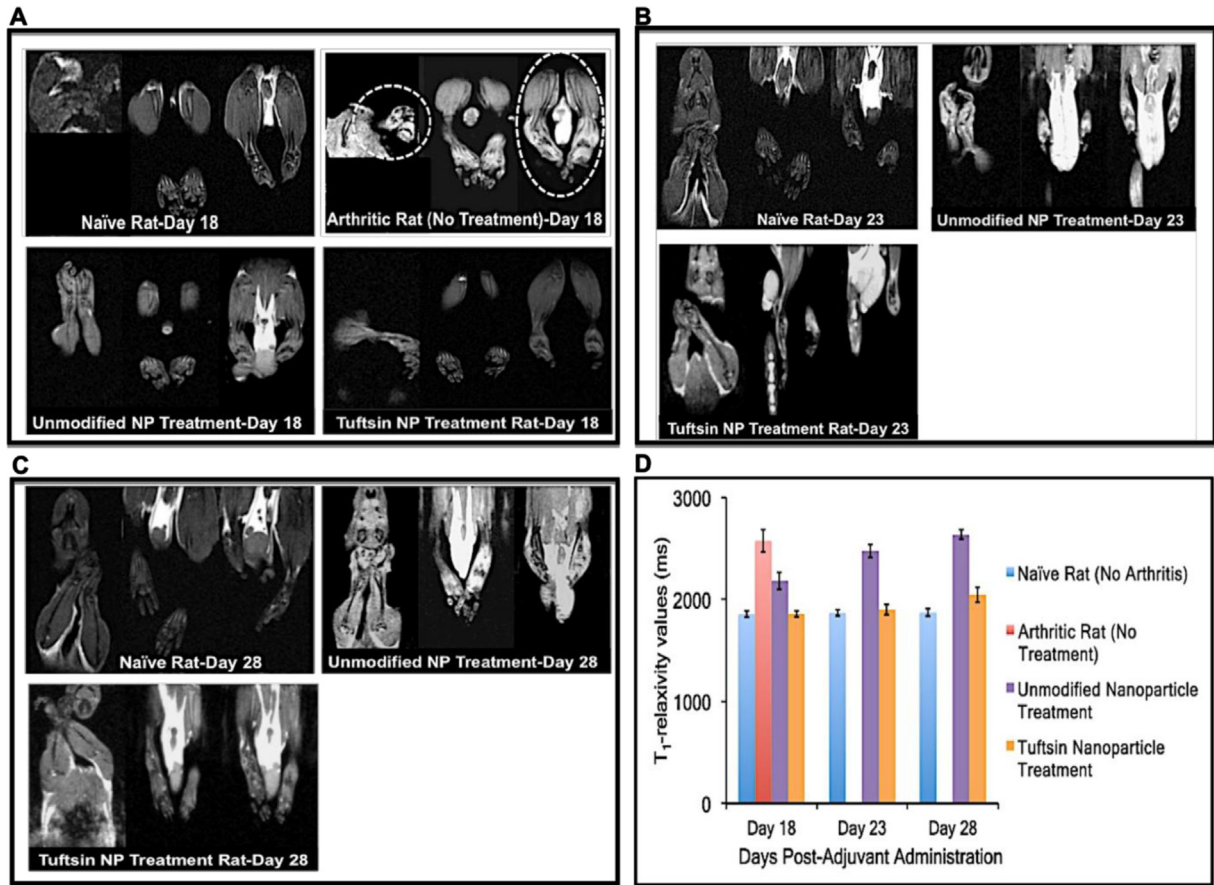 A
Naïve Rat-Day 18
Arthritic Rat (No Treatment)-Day 18
Unmodified NP Treatment-Day 18
Tuftsin NP Treatment Rat-Day 18
B
Naïve Rat-Day 23
Unmodified NP Treatment-Day 23
Tuftsin NP Treatment Rat-Day 23
C
Naïve Rat-Day 28
Unmodified NP Treatment-Day 28
Tuftsin NP Treatment Rat-Day 28
D
T₁-relaxivity values (ms)
3000
2000
1000
0
Day 18
Day 23
Day 28
Days Post-Adjuvant Administration
Naïve Rat (No Arthritis)
Arthritic Rat (No
Treatment)
Unmodified Nanoparticle
Treatment
Tuftsin Nanoparticle
Treatment